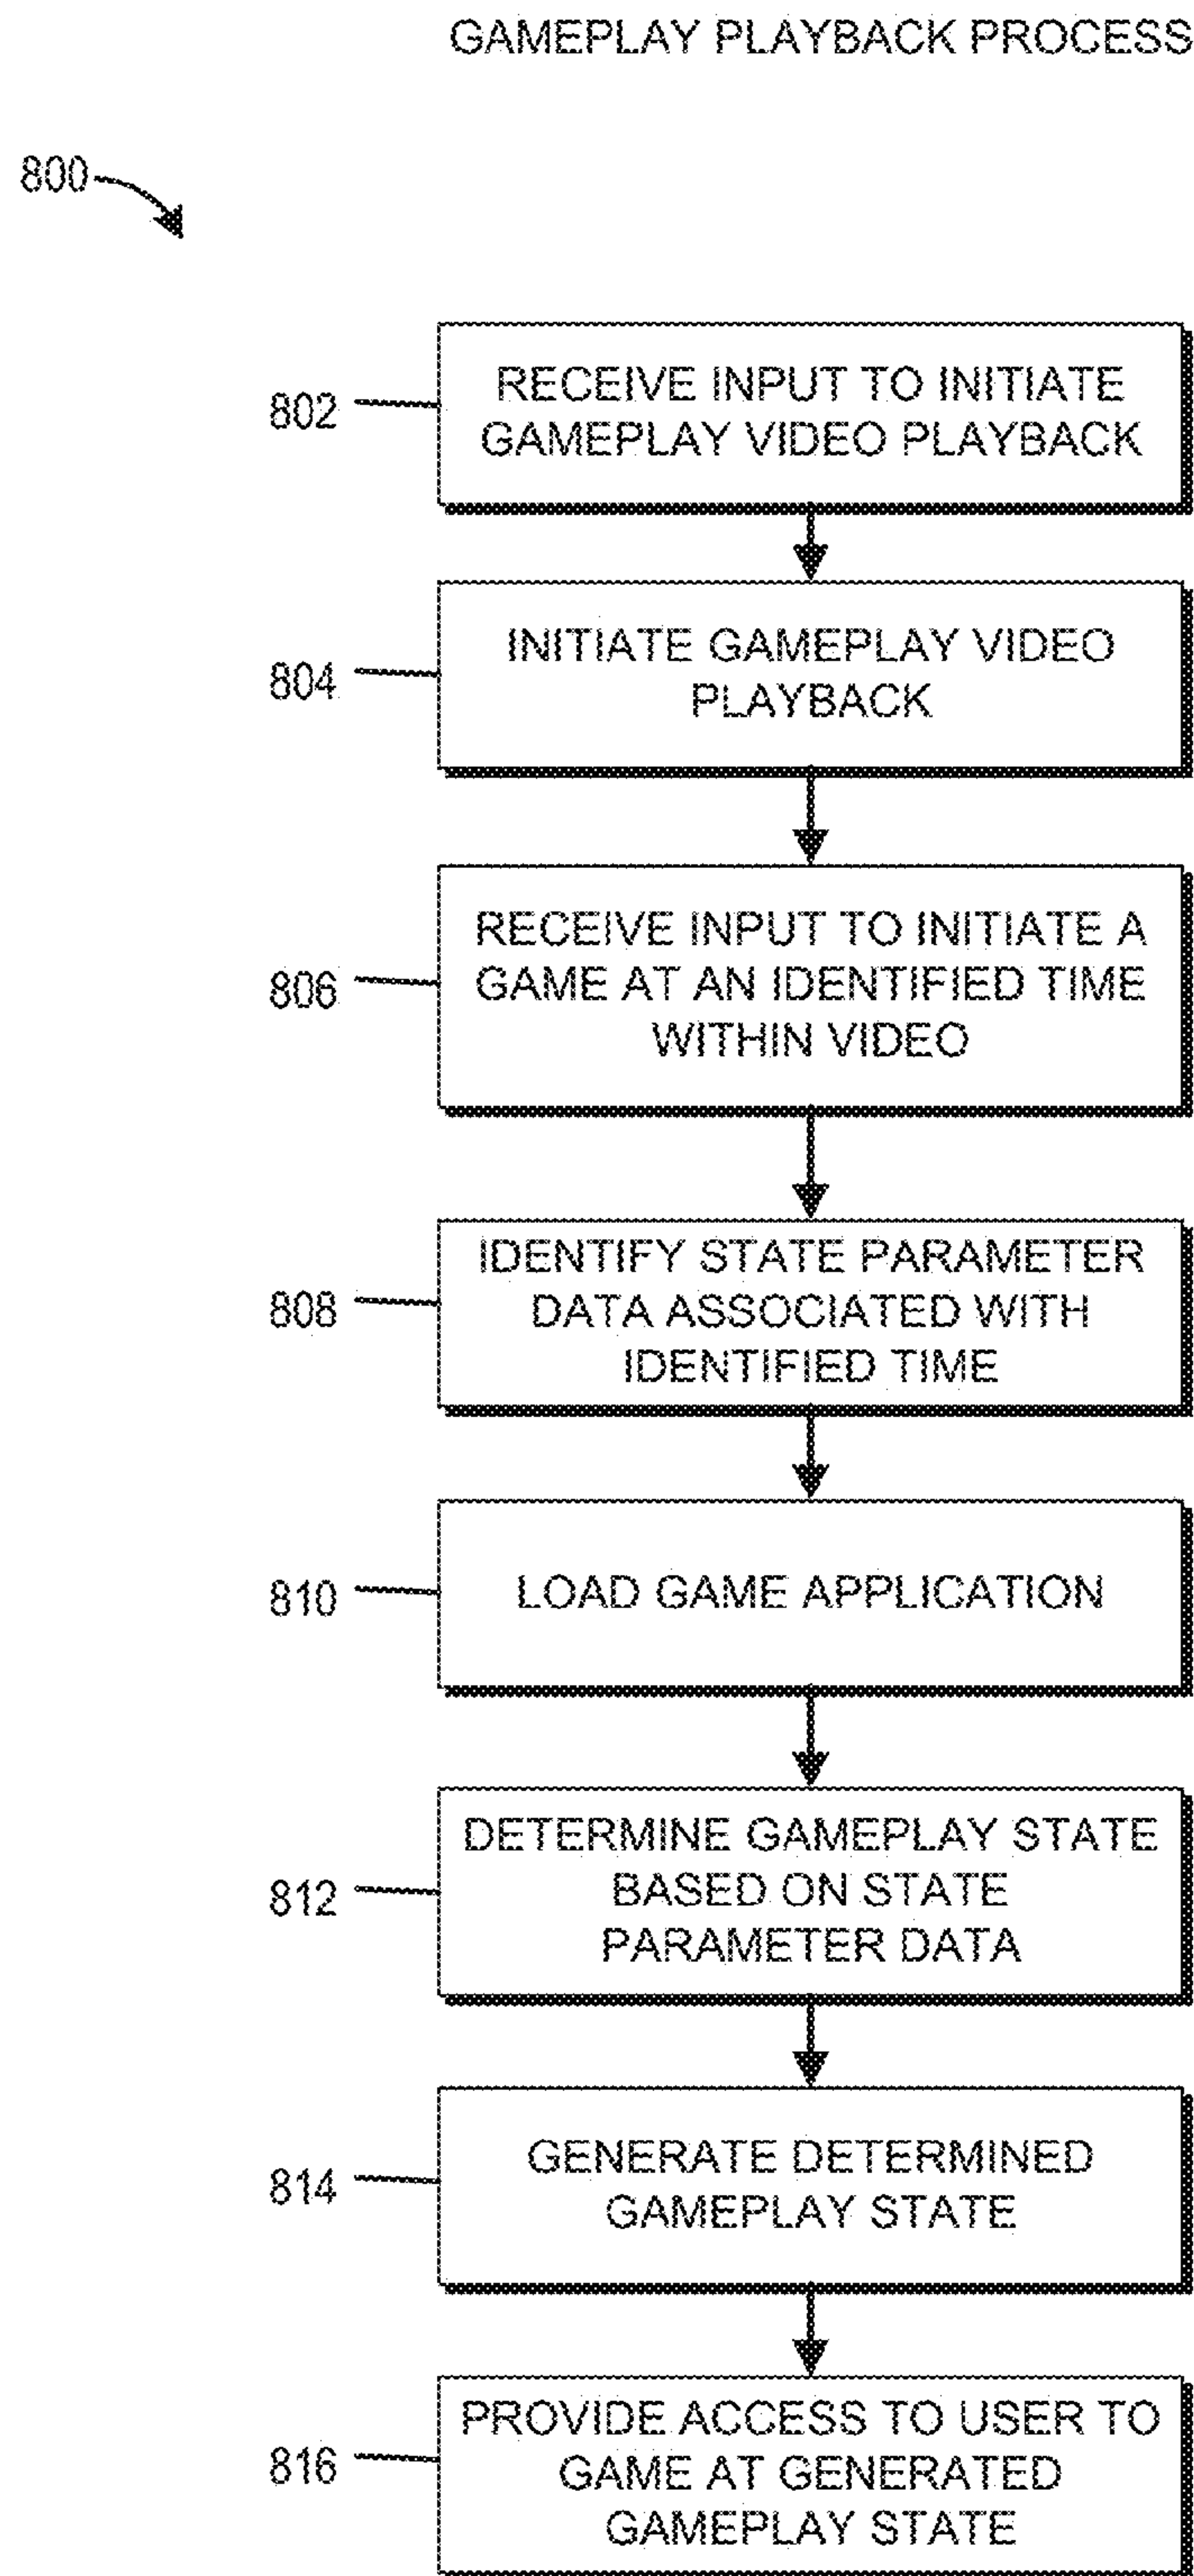 GAMEPLAY PLAYBACK PROCESS
800
802
RECEIVE INPUT TO INITIATE
GAMEPLAY VIDEO PLAYBACK
804
INITIATE GAMEPLAY VIDEO
PLAYBACK
806
RECEIVE INPUT TO INITIATE A
GAME AT AN IDENTIFIED TIME
WITHIN VIDEO
808
IDENTIFY STATE PARAMETER
DATA ASSOCIATED WITH
IDENTIFIED TIME
810
LOAD GAME APPLICATION
812
DETERMINE GAMEPLAY STATE
BASED ON STATE
PARAMETER DATA
814
GENERATE DETERMINED
GAMEPLAY STATE
816
PROVIDE ACCESS TO USER TO
GAME AT GENERATED
GAMEPLAY STATE